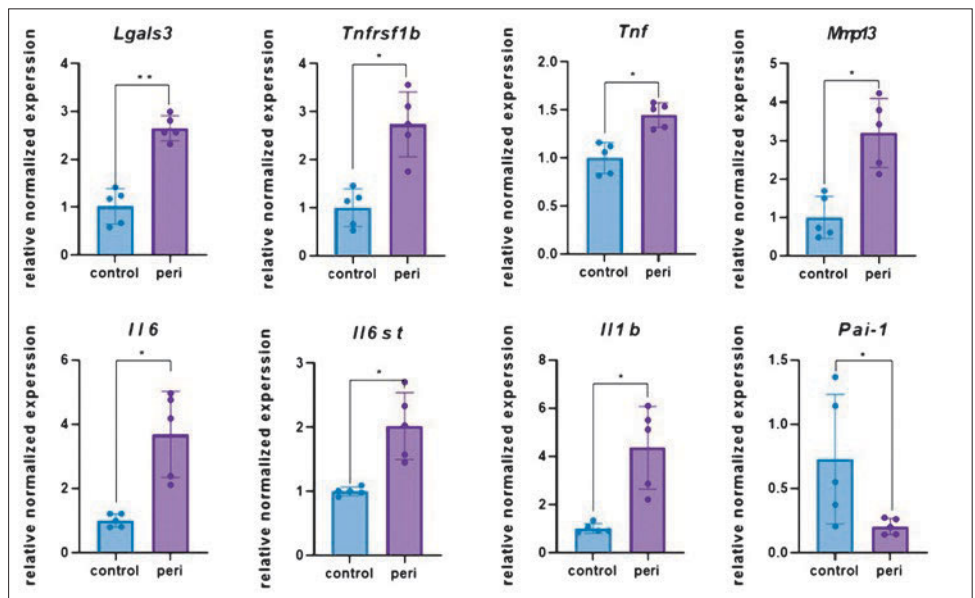 Lgals3
relative normalized experssion
4
3
2
1
0
**
control peri
Tnfrsf1b
relative normalized experssion
4
3
2
1
0
*
control peri
Tnf
relative normalized experssion
2.0
1.5
1.0
0.5
0.0
*
control peri
Mmp13
relative normalized experssion
5
4
3
2
1
0
*
control peri
Il6
relative normalized experssion
6
4
2
0
*
control peri
Il6st
relative normalized experssion
3
2
1
0
*
control peri
Il1b
relative normalized experssion
8
6
4
2
0
*
control peri
Pai-1
relative normalized experssion
1.5
1.0
0.5
0.0
*
control peri